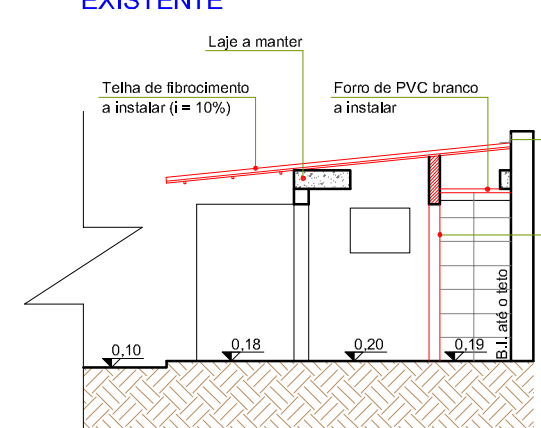 EXISTENTE
Laje a manter
Telha de fibrocimento
a instalar (i = 10%)
Forro de PVC branco
a instalar
B.I. até o teto
0,10
0,18
0,20
0,19